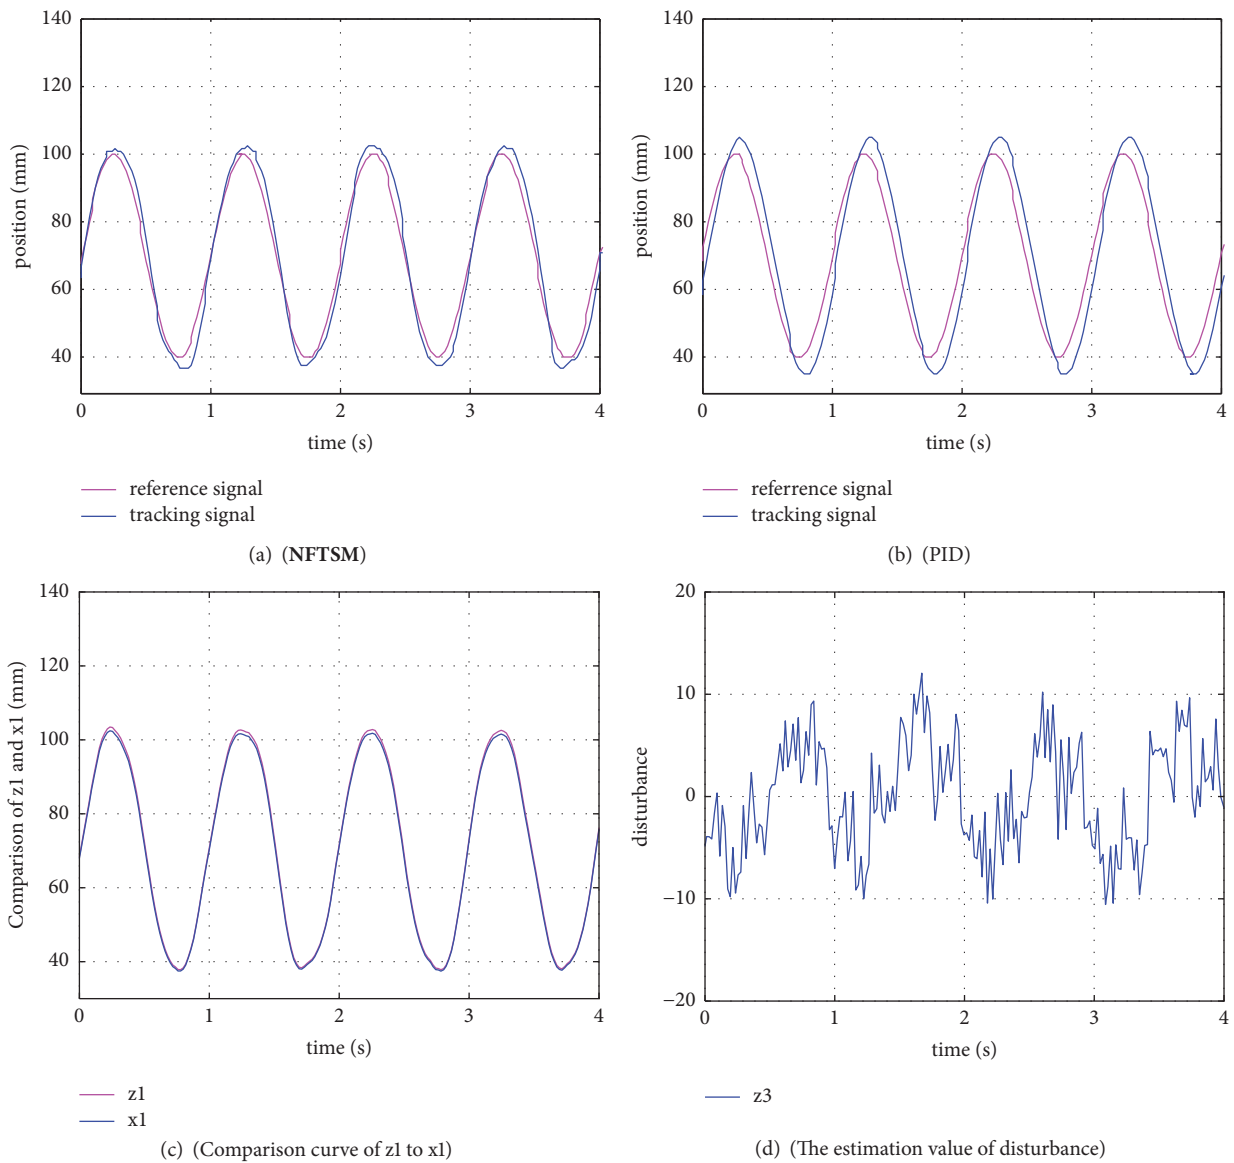 140
120
100
80
60
40
position (mm)
0 1 2 3 4
time (s)
reference signal
tracking signal
(a) (NFTSM)
140
120
100
80
60
40
position (mm)
0 1 2 3 4
time (s)
referrence signal
tracking signal
(b) (PID)
140
120
100
80
60
40
Comparison of z1 and x1 (mm)
0 1 2 3 4
time (s)
z1
x1
(c) (Comparison curve of z1 to x1)
20
10
0
−10
−20
disturbance
0 1 2 3 4
time (s)
z3
(d) (The estimation value of disturbance)